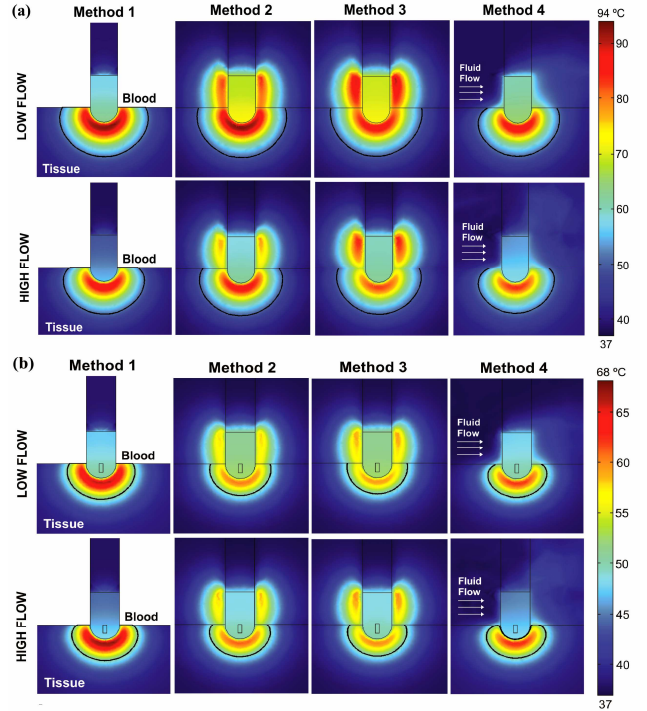 (a)
Method 1 Method 2 Method 3 Method 4
94 ºC
LOW FLOW
Blood
Tissue
Fluid
Flow
90
80
70
60
50
40
37
HIGH FLOW
Blood
Tissue
Fluid
Flow
(b)
Method 1 Method 2 Method 3 Method 4
68 ºC
LOW FLOW
Blood
Tissue
Fluid
Flow
65
60
55
50
45
40
37
HIGH FLOW
Blood
Tissue
Fluid
Flow